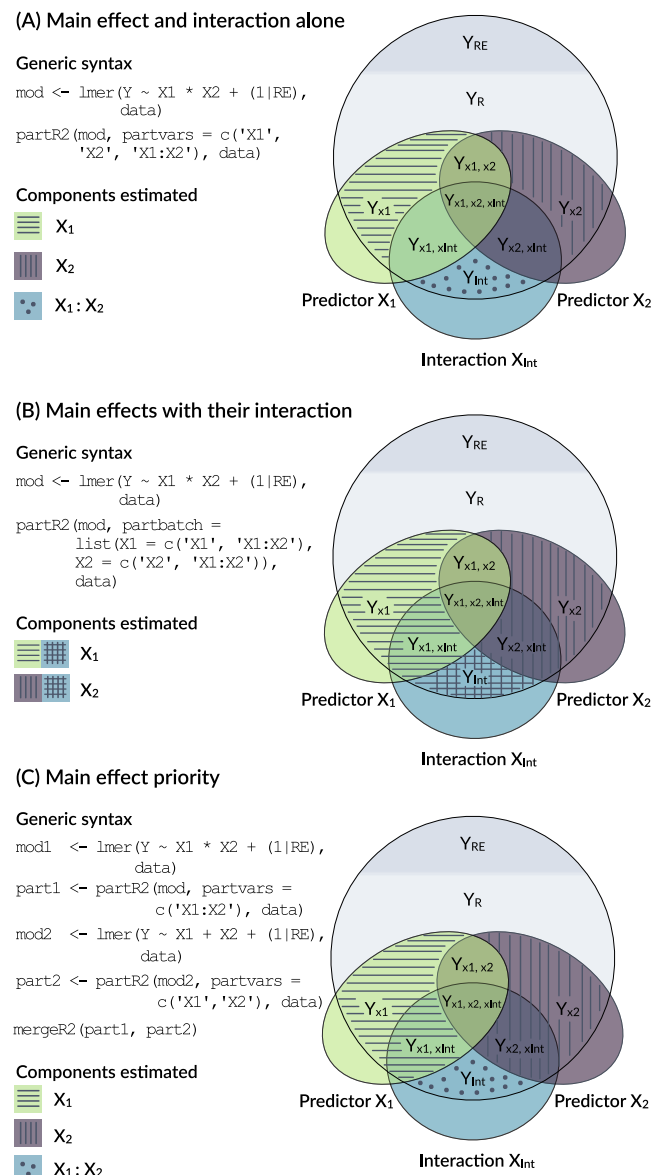 (A) Main effect and interaction alone
Generic syntax
mod <- lmer(Y ~ X1 * X2 + (1|RE),
data)
partR2(mod, partvars = c('X1',
'X2', 'X1:X2'), data)
Components estimated
X1
X2
X1 : X2
YRE
YR
Yx1, x2
Yx1
Yx1, x2, xInt
Yx2
Yx1, xInt
Yx2, xInt
YInt
Predictor X1
Predictor X2
Interaction XInt
(B) Main effects with their interaction
Generic syntax
mod <- lmer(Y ~ X1 * X2 + (1|RE),
data)
partR2(mod, partbatch =
list(X1 = c('X1', 'X1:X2'),
X2 = c('X2', 'X1:X2')),
data)
Components estimated
X1
X2
YRE
YR
Yx1, x2
Yx1
Yx1, x2, xInt
Yx2
Yx1, xInt
Yx2, xInt
YInt
Predictor X1
Predictor X2
Interaction XInt
(C) Main effect priority
Generic syntax
mod1 <- lmer(Y ~ X1 * X2 + (1|RE),
data)
part1 <- partR2(mod, partvars =
c('X1:X2'), data)
mod2 <- lmer(Y ~ X1 + X2 + (1|RE),
data)
part2 <- partR2(mod2, partvars =
c('X1','X2'), data)
mergeR2(part1, part2)
Components estimated
X1
X2
X1 : X2
YRE
YR
Yx1, x2
Yx1
Yx1, x2, xInt
Yx2
Yx1, xInt
Yx2, xInt
YInt
Predictor X1
Predictor X2
Interaction XInt